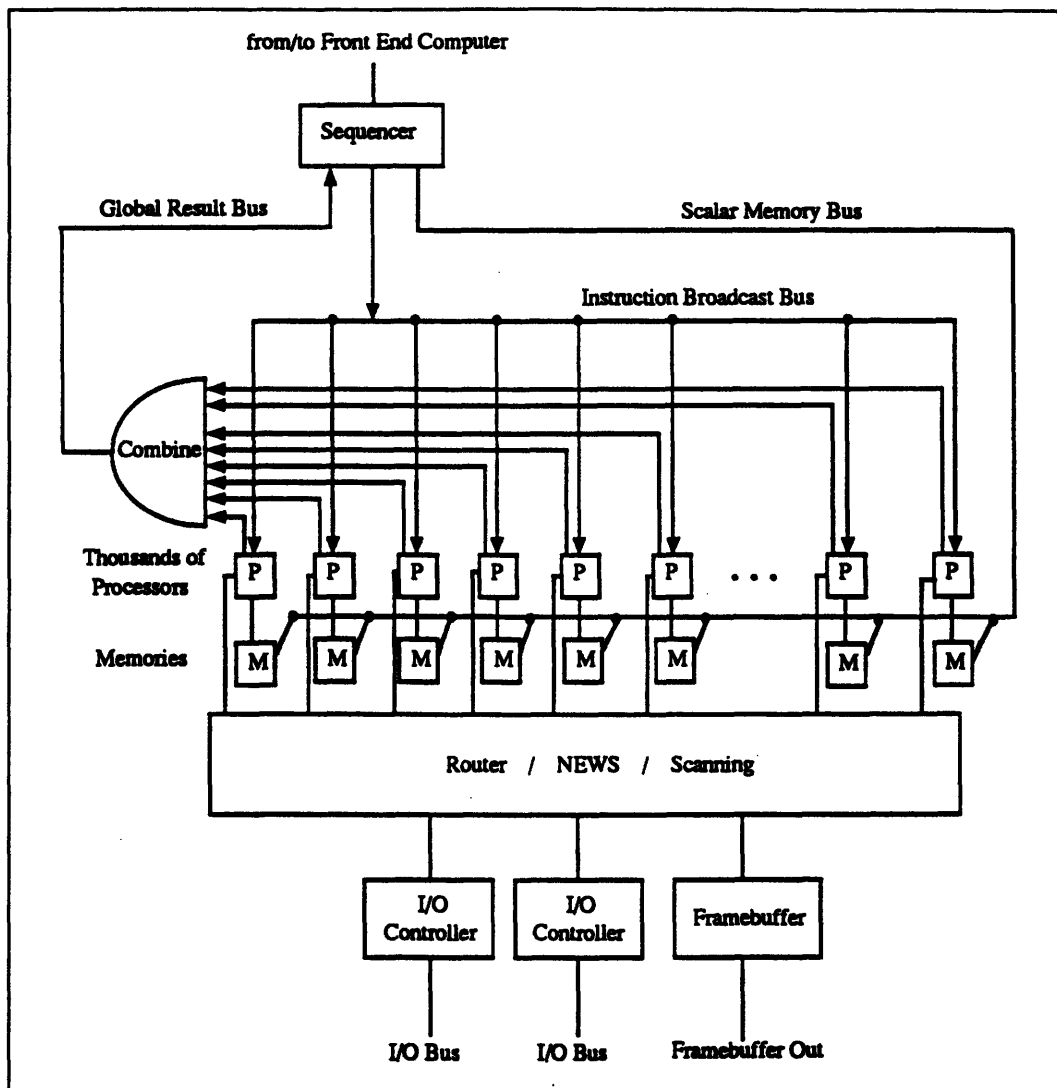 from/to Front End Computer
Sequencer
Global Result Bus
Scalar Memory Bus
Instruction Broadcast Bus
Combine
Thousands of
Processors
P P P P P P . . . P P
Memories
M M M M M M M M
Router / NEWS / Scanning
I/O
Controller
I/O
Controller
Framebuffer
I/O Bus
I/O Bus
Framebuffer Out